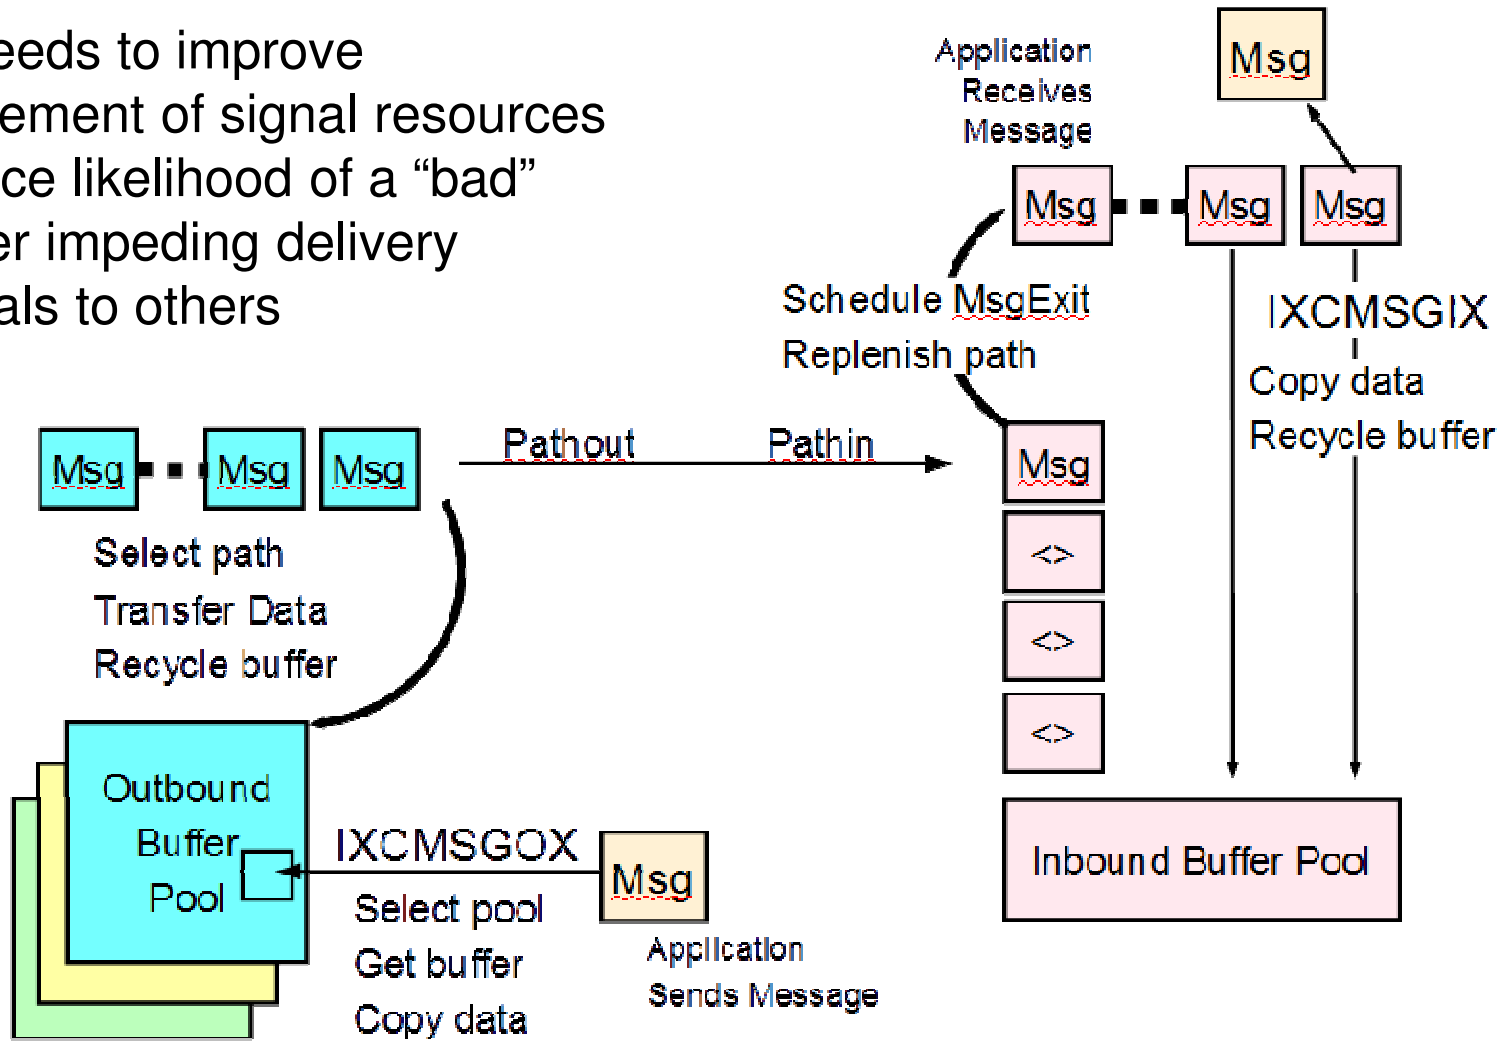 eeds to improve
ement of signal resources
ce likelihood of a “bad”
er impeding delivery
als to others
Application
Receives
Message
Msg
Msg
Msg
Msg
Schedule MsgExit
Replenish path
IXCMSGIX
Copy data
Recycle buffer
Msg
Msg
Msg
Pathout
Pathin
Msg
<>
<>
<>
Select path
Transfer Data
Recycle buffer
Outbound
Buffer
Pool
IXCMSGOX
Select pool
Get buffer
Copy data
Msg
Application
Sends Message
Inbound Buffer Pool